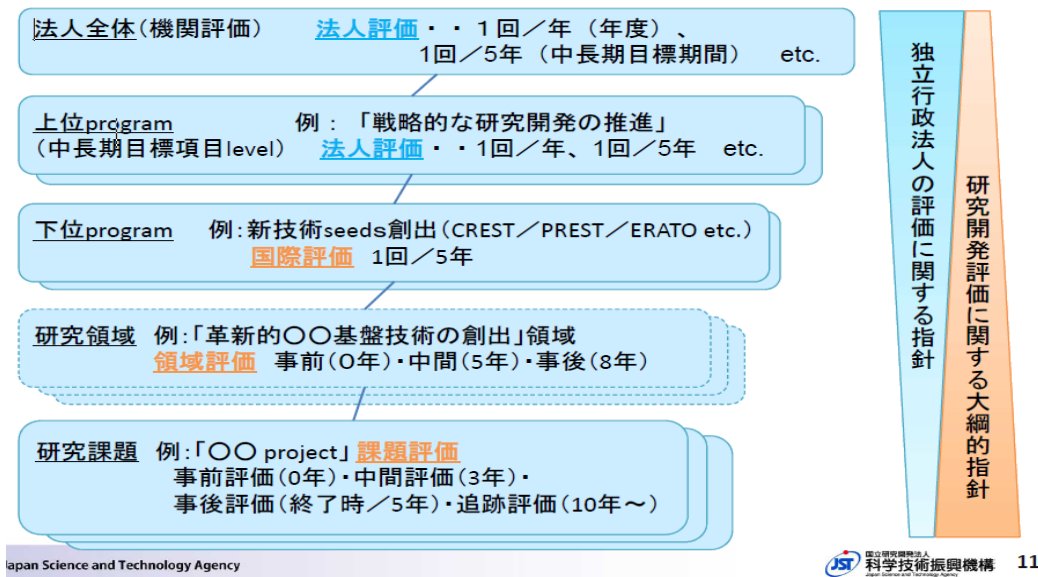 法人全体(機関評価) 法人評価・・1回／年（年度）、
1回／5年（中長期目標期間） etc.
上位program 例：「戦略的な研究開発の推進」
(中長期目標項目level) 法人評価・・1回／年、1回／5年 etc.
下位program 例:新技術seeds創出(CREST／PREST／ERATO etc.)
国際評価 1回／5年
研究領域 例:「革新的〇〇基盤技術の創出」領域
領域評価 事前(0年)・中間(5年)・事後(8年)
研究課題 例:「〇〇 project」 課題評価
事前評価(0年)・中間評価(3年)・
事後評価(終了時／5年)・追跡評価(10年～)
独立行政法人の評価に関する指針
研究開発評価に関する大綱的指針
Japan Science and Technology Agency
JST
国立研究開発法人
科学技術振興機構
Japan Science and Technology Agency
11